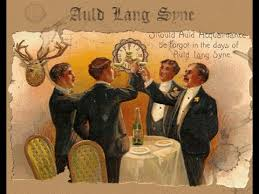 Auld Lang Syne
Should Auld Acquaintance
be forgot in the days of
Auld Lang Syne